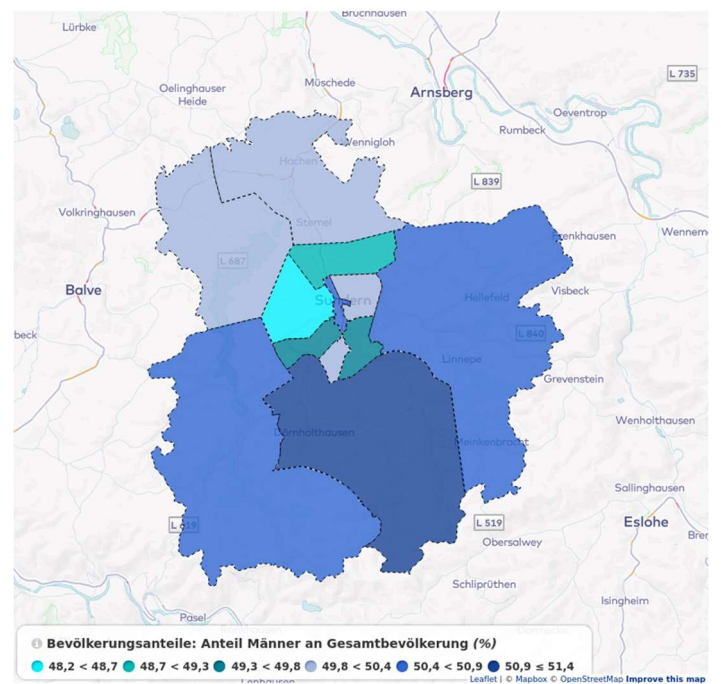 Bruchhausen
Lürbke
L 735
Müschede
Oelinghauser
Heide
Arnsberg
Oeventrop
Rumbeck
Wennigloh
Hachen
L 839
Volkringhausen
Stemel
Wennem
L 687
Visbeck
Balve
Sundern
Hellefeld
beck
L 840
Linnepe
Grevenstein
Wenholthausen
Dörnholthausen
Meinkenbracht
Sallinghausen
L 519
Eslohe
Obersalwey
Schliprüthen
Isingheim
Pasel
Bevölkerungsanteile: Anteil Männer an Gesamtbevölkerung (%)
48,2 < 48,7 48,7 < 49,3 49,3 < 49,8 49,8 < 50,4 50,4 < 50,9 50,9 ≤ 51,4
Leaflet | © Mapbox © OpenStreetMap Improve this map